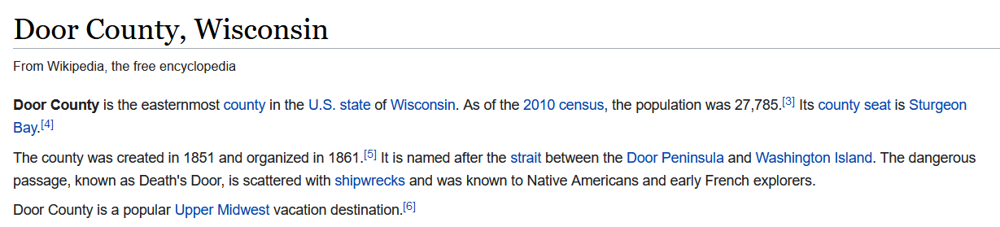 Door County, Wisconsin
From Wikipedia, the free encyclopedia
Door County is the easternmost county in the U.S. state of Wisconsin. As of the 2010 census, the population was 27,785.[3] Its county seat is Sturgeon
Bay.[4]
The county was created in 1851 and organized in 1861.[5] It is named after the strait between the Door Peninsula and Washington Island. The dangerous
passage, known as Death's Door, is scattered with shipwrecks and was known to Native Americans and early French explorers.
Door County is a popular Upper Midwest vacation destination.[6]